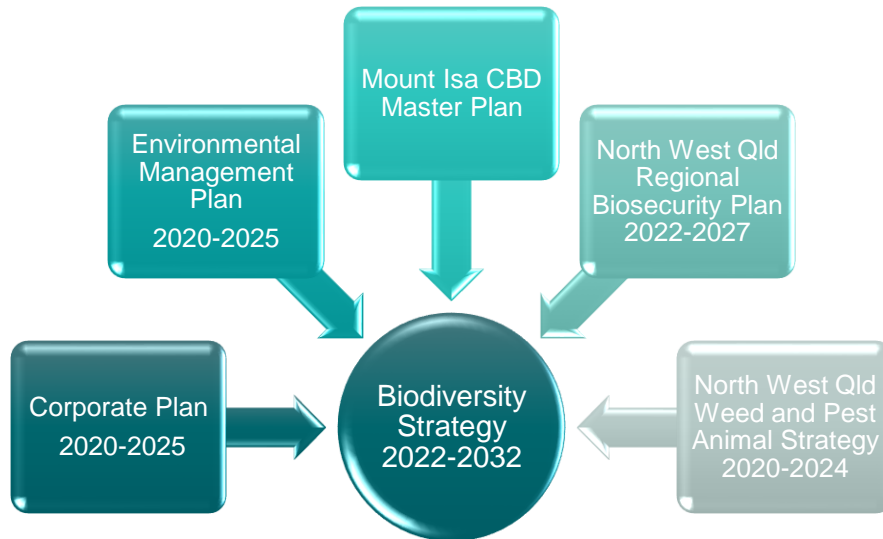 Mount Isa CBD
Master Plan
Environmental
Management
Plan
2020-2025
North West Qld
Regional
Biosecurity Plan
2022-2027
Corporate Plan
2020-2025
Biodiversity
Strategy
2022-2032
North West Qld
Weed and Pest
Animal Strategy
2020-2024